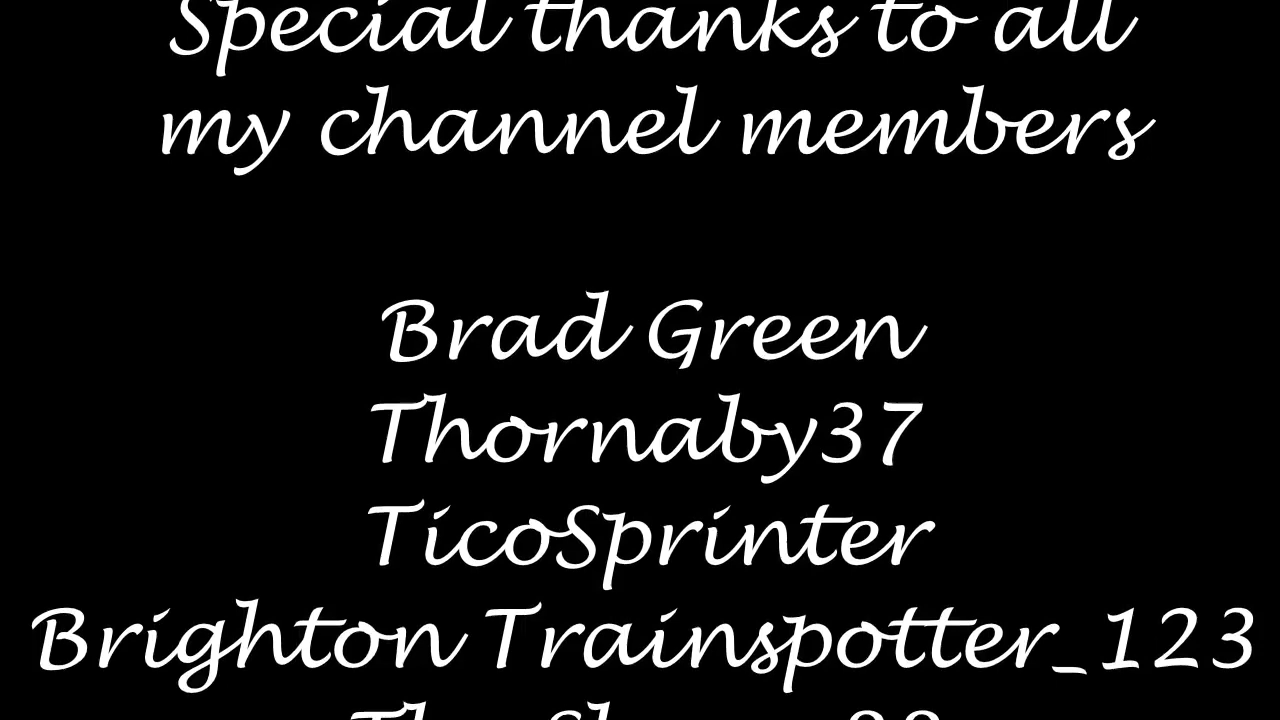 Special thanks to all
my channel members
Brad Green
Thornaby37
TicoSprinter
Brighton Trainspotter_123